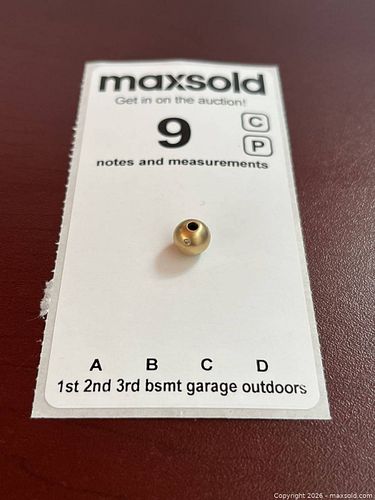 maxsold
Get in on the auction!
9
C
P
notes and measurements
A B C D
1st 2nd 3rd bsmt garage outdoors
Copyright 2026 - maxsold.com